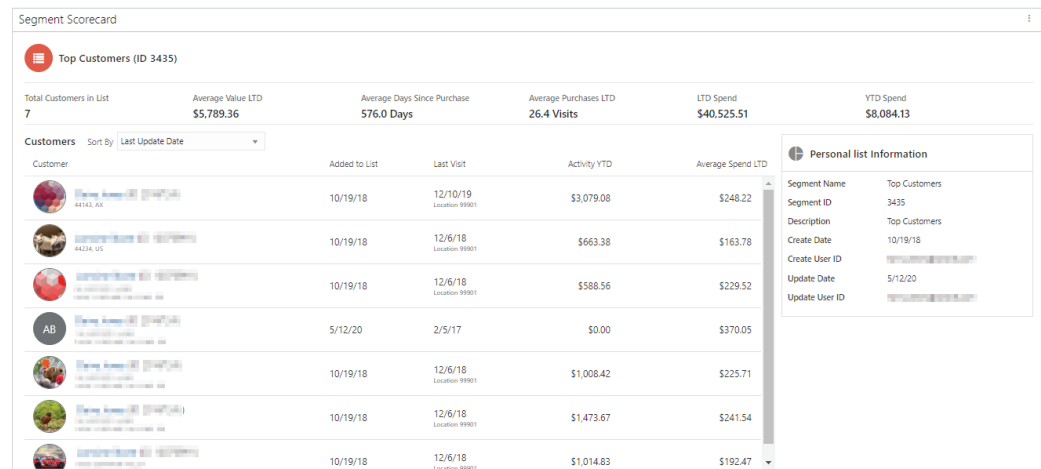 Segment Scorecard
Top Customers (ID 3435)
Total Customers in List Average Value LTD Average Days Since Purchase Average Purchases LTD LTD Spend YTD Spend
7 $5,789.36 576.0 Days 26.4 Visits $40,525.51 $8,084.13
Customers Sort By Last Update Date
Customer Added to List Last Visit Activity YTD Average Spend LTD
10/19/18 12/10/19 $3,079.08 $248.22
44143, AX Location 99901
10/19/18 12/6/18 $663.38 $163.78
44234, US Location 99901
10/19/18 12/6/18 $588.56 $229.52
Location 99901
AB 5/12/20 2/5/17 $0.00 $370.05
10/19/18 12/6/18 $1,008.42 $225.71
Location 99901
10/19/18 12/6/18 $1,473.67 $241.54
Location 99901
10/19/18 12/6/18 $1,014.83 $192.47
Location 99901
Personal list Information
Segment Name Top Customers
Segment ID 3435
Description Top Customers
Create Date 10/19/18
Create User ID
Update Date 5/12/20
Update User ID